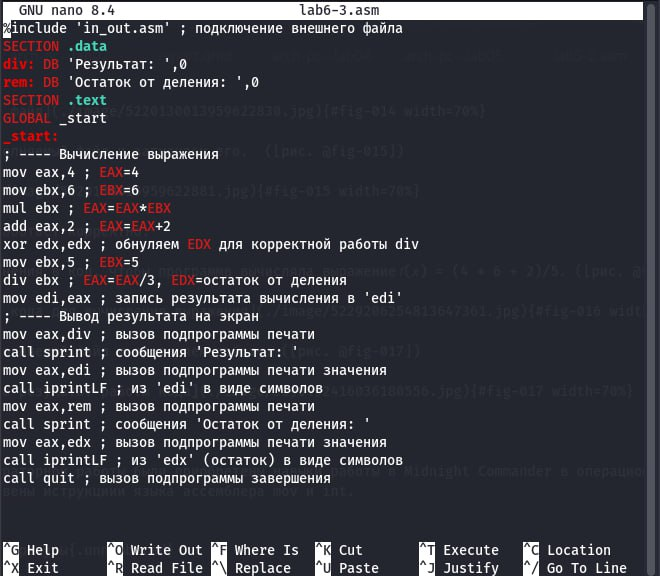 GNU nano 8.4 lab6-3.asm
%include 'in_out.asm' ; подключение внешнего файла
SECTION .data
div: DB 'Результат: ',0
rem: DB 'Остаток от деления: ',0
SECTION .text
GLOBAL _start
_start:
; ---- Вычисление выражения
mov eax,4 ; EAX=4
mov ebx,6 ; EBX=6
mul ebx ; EAX=EAX*EBX
add eax,2 ; EAX=EAX+2
xor edx,edx ; обнуляем EDX для корректной работы div
mov ebx,5 ; EBX=5
div ebx ; EAX=EAX/3, EDX=остаток от деления
mov edi,eax ; запись результата вычисления в 'edi'
; ---- Вывод результата на экран
mov eax,div ; вызов подпрограммы печати
call sprint ; сообщения 'Результат: '
mov eax,edi ; вызов подпрограммы печати значения
call iprintLF ; из 'edi' в виде символов
mov eax,rem ; вызов подпрограммы печати
call sprint ; сообщения 'Остаток от деления: '
mov eax,edx ; вызов подпрограммы печати значения
call iprintLF ; из 'edx' (остаток) в виде символов
call quit ; вызов подпрограммы завершения
^G Help ^O Write Out ^F Where Is ^K Cut ^T Execute ^C Location
^X Exit ^R Read File ^\ Replace ^U Paste ^J Justify ^/ Go To Line